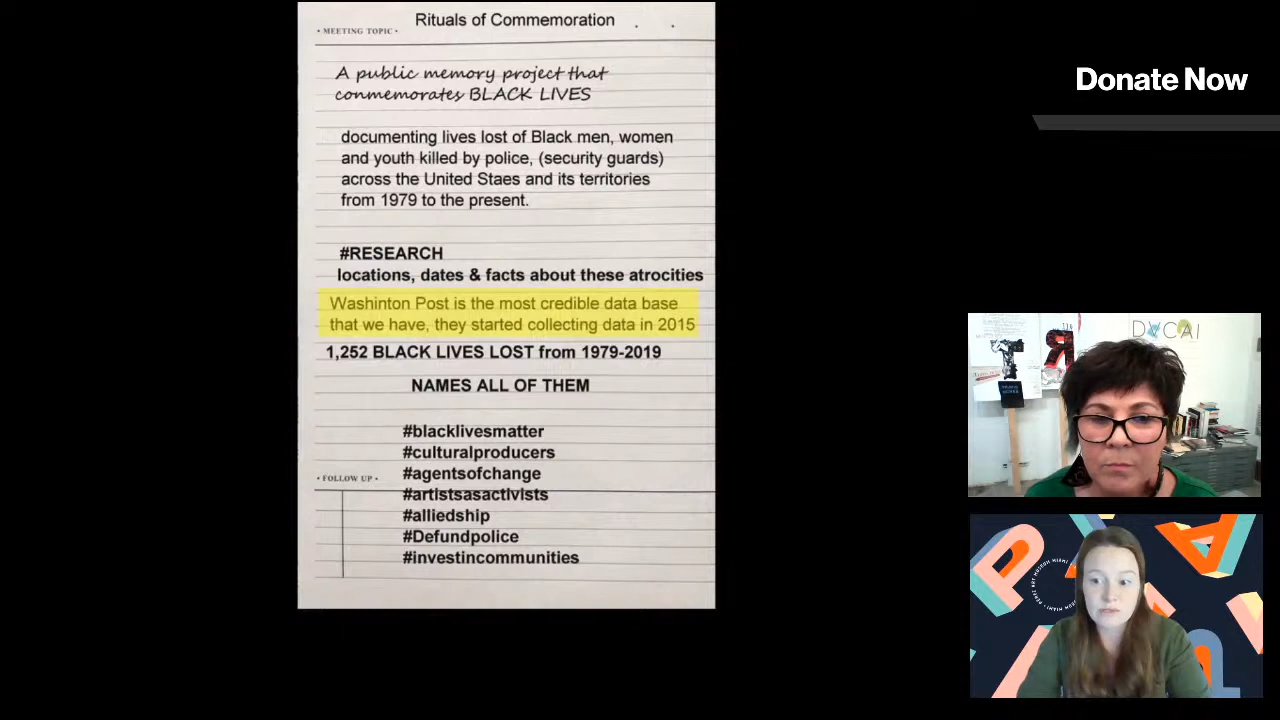 Rituals of Commemoration
• MEETING TOPIC •
A public memory project that
conmemorates BLACK LIVES
documenting lives lost of Black men, women
and youth killed by police, (security guards)
across the United Staes and its territories
from 1979 to the present.
#RESEARCH
locations, dates & facts about these atrocities
Washinton Post is the most credible data base
that we have, they started collecting data in 2015
1,252 BLACK LIVES LOST from 1979-2019
NAMES ALL OF THEM
#blacklivesmatter
#culturalproducers
#agentsofchange
• FOLLOW UP •
#artistsasactivists
#alliedship
#Defundpolice
#investincommunities
Donate Now
DVCAI